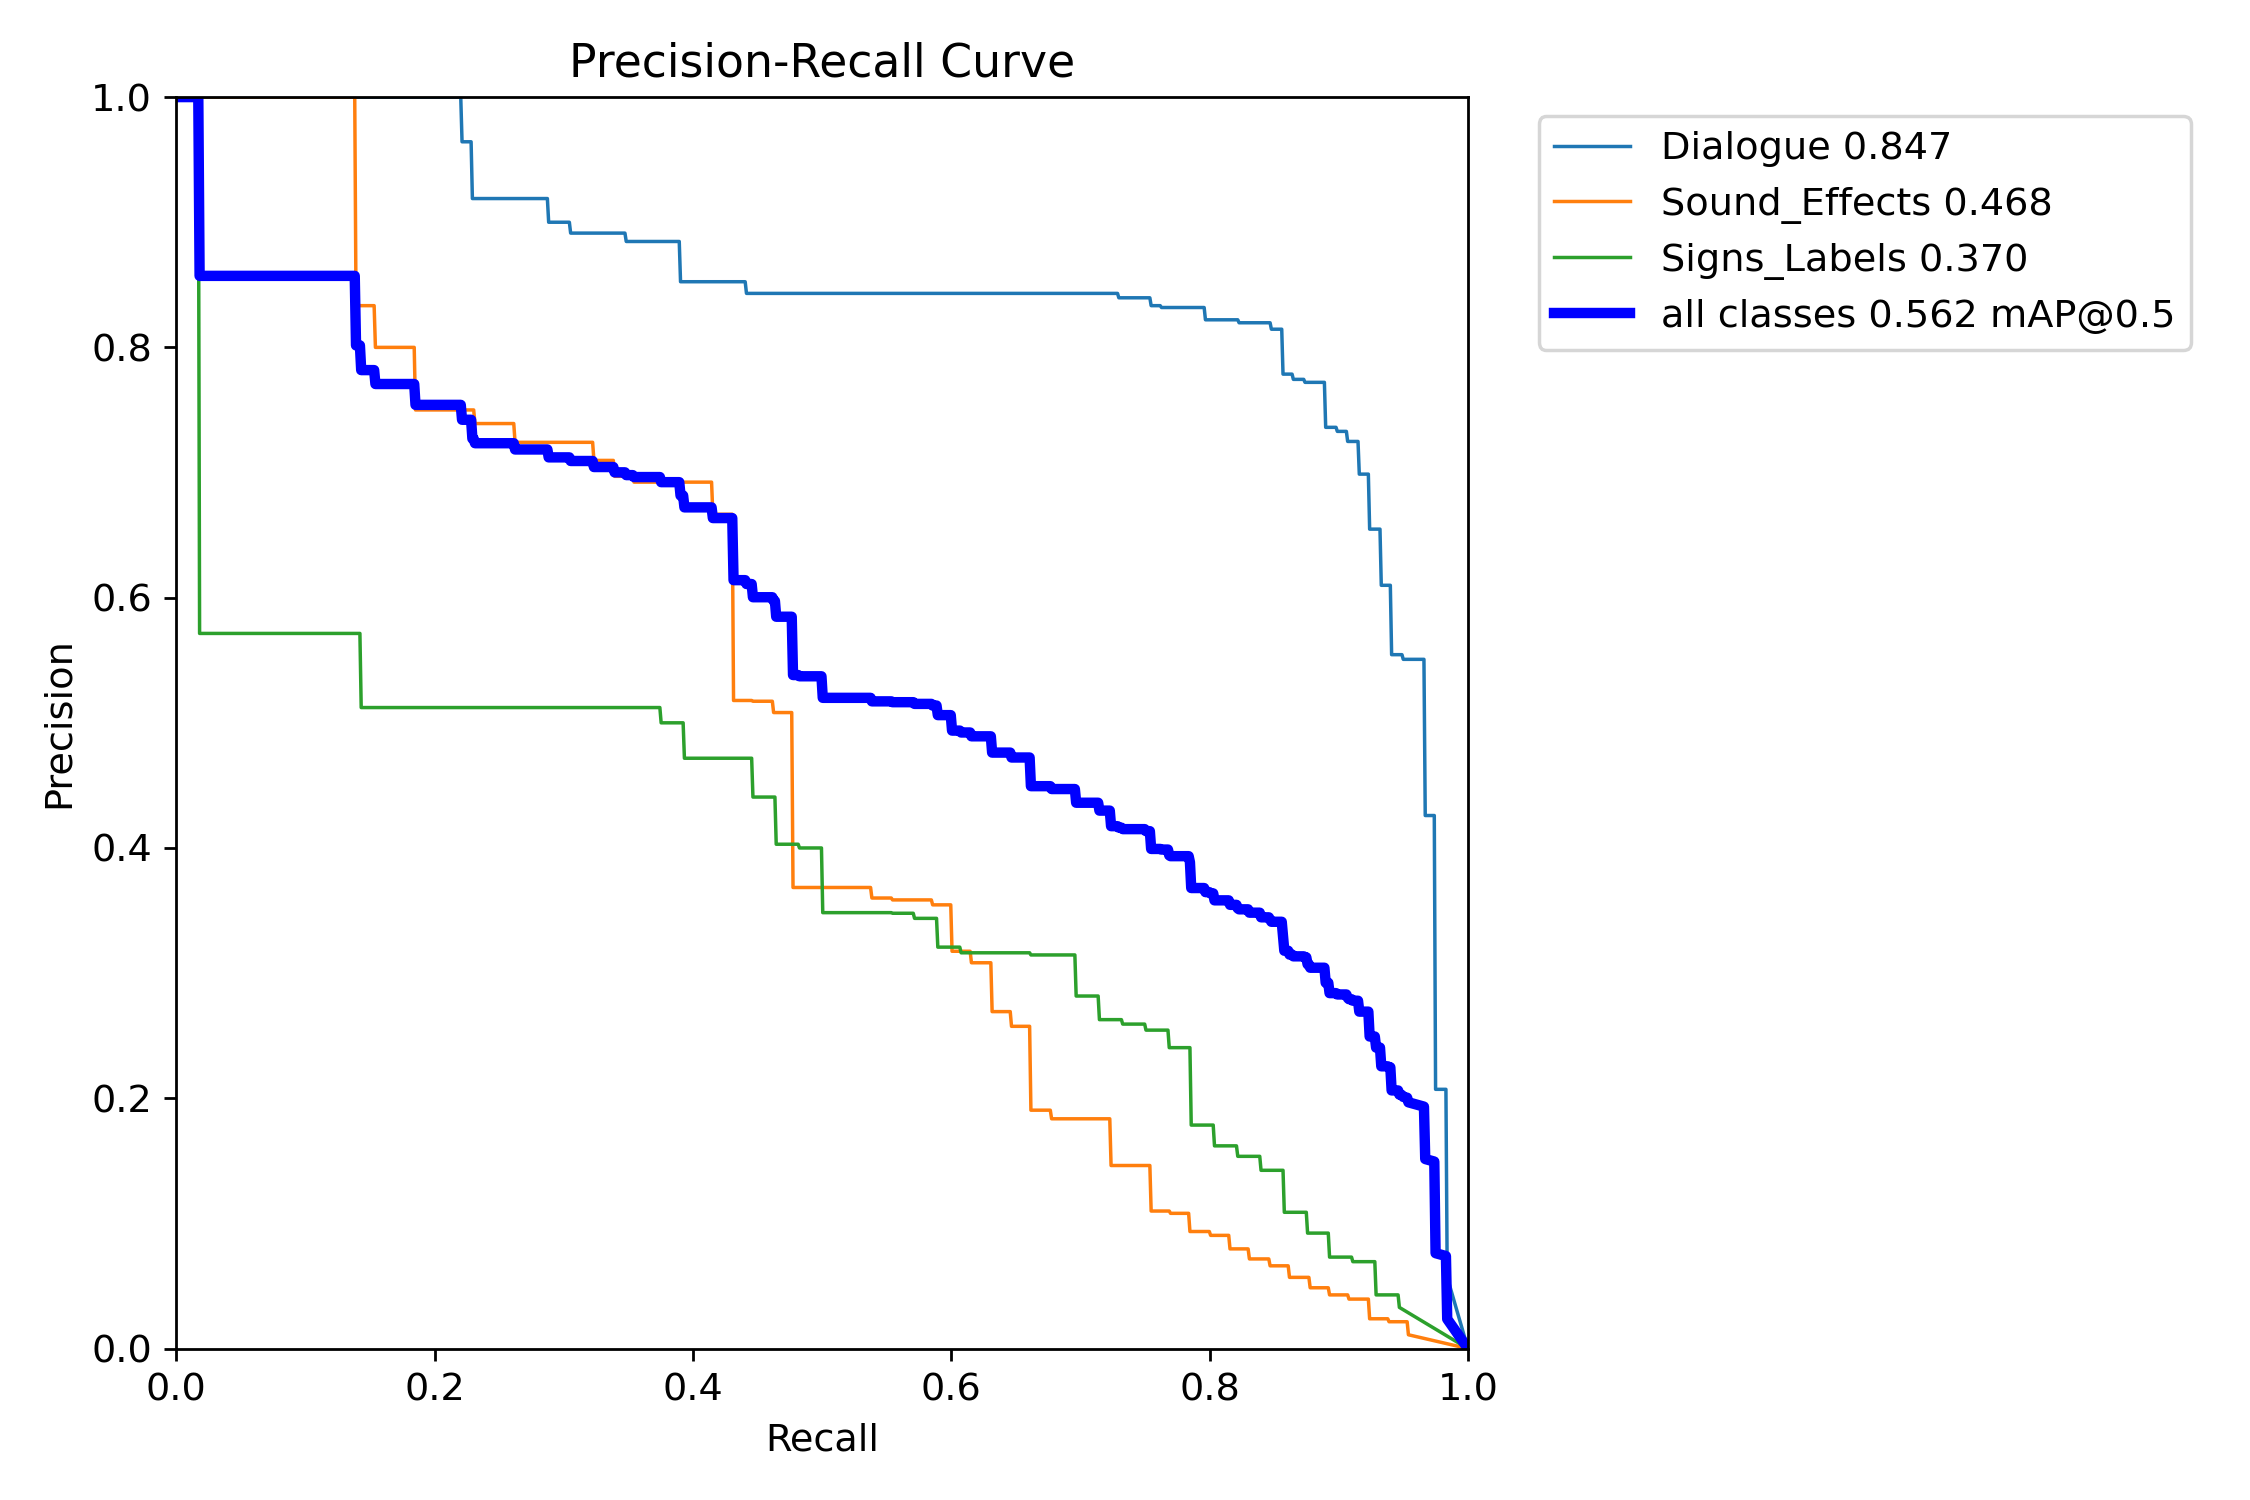 Precision-Recall Curve
1.0
0.8
0.6
0.4
0.2
0.0
Precision
0.0 0.2 0.4 0.6 0.8 1.0
Recall
Dialogue 0.847
Sound_Effects 0.468
Signs_Labels 0.370
all classes 0.562 mAP@0.5